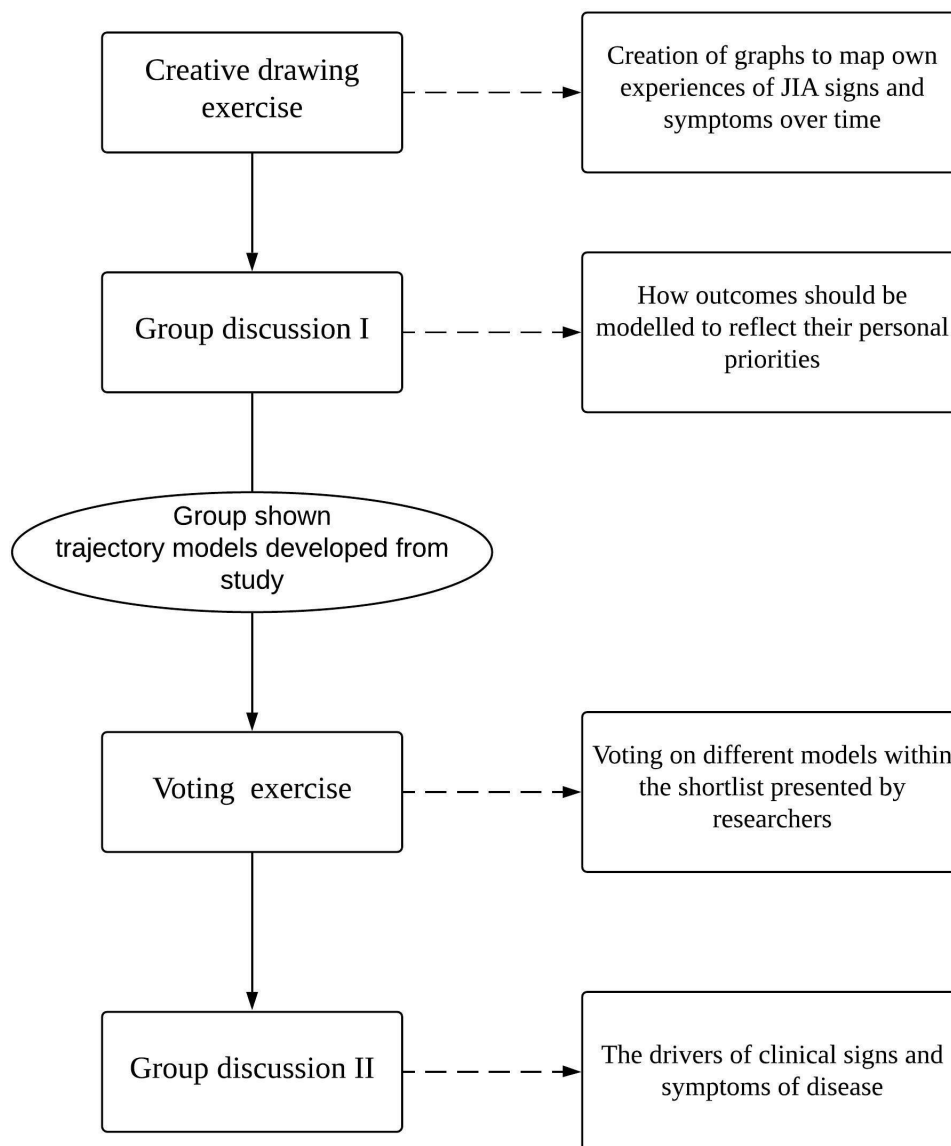 Creative drawing
exercise
Creation of graphs to map own
experiences of JIA signs and
symptoms over time
Group discussion I
How outcomes should be
modelled to reflect their personal
priorities
Group shown
trajectory models developed from
study
Voting exercise
Voting on different models within
the shortlist presented by
researchers
Group discussion II
The drivers of clinical signs and
symptoms of disease